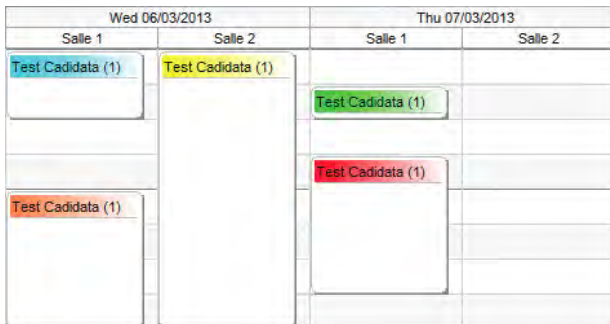 Wed 06/03/2013 Thu 07/03/2013
Salle 1 Salle 2 Salle 1 Salle 2
Test Cadidata (1) Test Cadidata (1)
Test Cadidata (1)
Test Cadidata (1)
Test Cadidata (1)